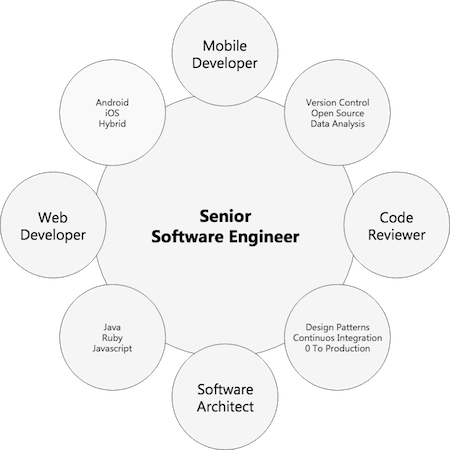 Mobile
Developer
Android
iOS
Hybrid
Version Control
Open Source
Data Analysis
Web
Developer
Senior
Software Engineer
Code
Reviewer
Java
Ruby
Javascript
Design Patterns
Continuos Integration
0 To Production
Software
Architect